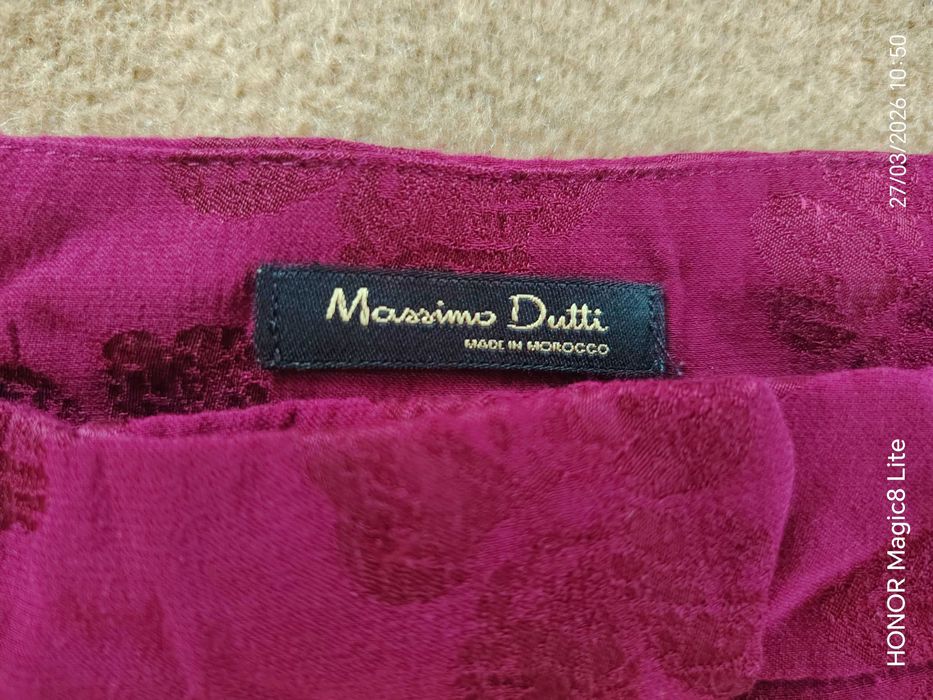 Massimo Dutti
MADE IN MOROCCO
27/03/2026 10:50
HONOR Magic8 Lite